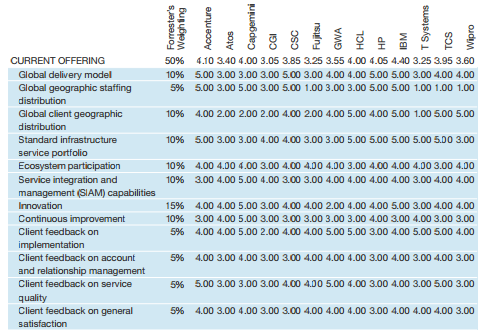 Forrester's
Weighting
Accenture
Atos
Capgemini
CGI
CSC
Fujitsu
GWA
HCL
HP
IBM
T Systems
TCS
Wipro
CURRENT OFFERING 50% 4.10 3.40 4.00 3.05 3.85 3.25 3.55 4.00 4.05 4.40 3.25 3.95 3.60
Global delivery model 10% 5.00 3.00 3.00 3.00 5.00 3.00 4.00 4.00 5.00 5.00 3.00 4.00 4.00
Global geographic staffing 5% 5.00 3.00 5.00 3.00 5.00 1.00 3.00 3.00 5.00 5.00 1.00 1.00 1.00
distribution
Global client geographic 10% 4.00 2.00 2.00 2.00 4.00 2.00 4.00 5.00 4.00 5.00 1.00 5.00 5.00
distribution
Standard infrastructure 10% 5.00 3.00 3.00 3.00 4.00 3.00 3.00 5.00 5.00 5.00 5.00 5.00 3.00
service portfolio
Ecosystem participation 10% 4.00 4.00 4.00 3.00 4.00 4.00 4.00 3.00 4.00 4.00 4.00 3.00 4.00
Service integration and 10% 3.00 4.00 5.00 4.00 3.00 3.00 4.00 4.00 4.00 4.00 3.00 4.00 4.00
management (SIAM) capabilities
Innovation 15% 4.00 4.00 5.00 3.00 3.00 4.00 2.00 4.00 4.00 5.00 3.00 4.00 3.00
Continuous improvement 10% 3.00 4.00 5.00 3.00 3.00 3.00 3.00 4.00 3.00 4.00 3.00 4.00 3.00
Client feedback on 5% 4.00 4.00 5.00 2.00 4.00 4.00 5.00 4.00 3.00 4.00 5.00 5.00 4.00
implementation
Client feedback on account 5% 4.00 3.00 4.00 3.00 4.00 4.00 4.00 4.00 3.00 4.00 4.00 4.00 3.00
and relationship management
Client feedback on service 5% 5.00 3.00 3.00 3.00 4.00 4.00 5.00 5.00 3.00 4.00 3.00 5.00 3.00
quality
Client feedback on general 5% 4.00 3.00 4.00 3.00 3.00 4.00 4.00 4.00 3.00 4.00 4.00 4.00 3.00
satisfaction